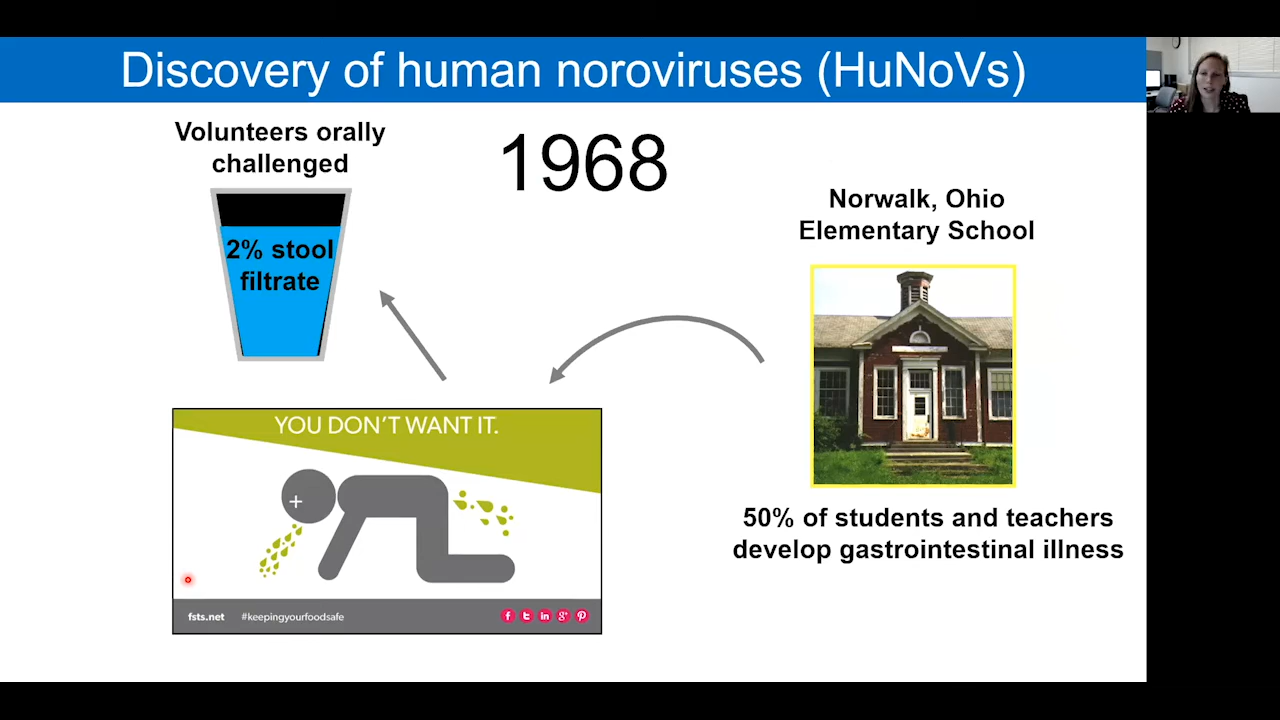 Discovery of human noroviruses (HuNoVs)
Volunteers orally
challenged
2% stool
filtrate
1968
Norwalk, Ohio
Elementary School
50% of students and teachers
develop gastrointestinal illness
YOU DON'T WANT IT.
fsts.net #keepingyourfoodsafe